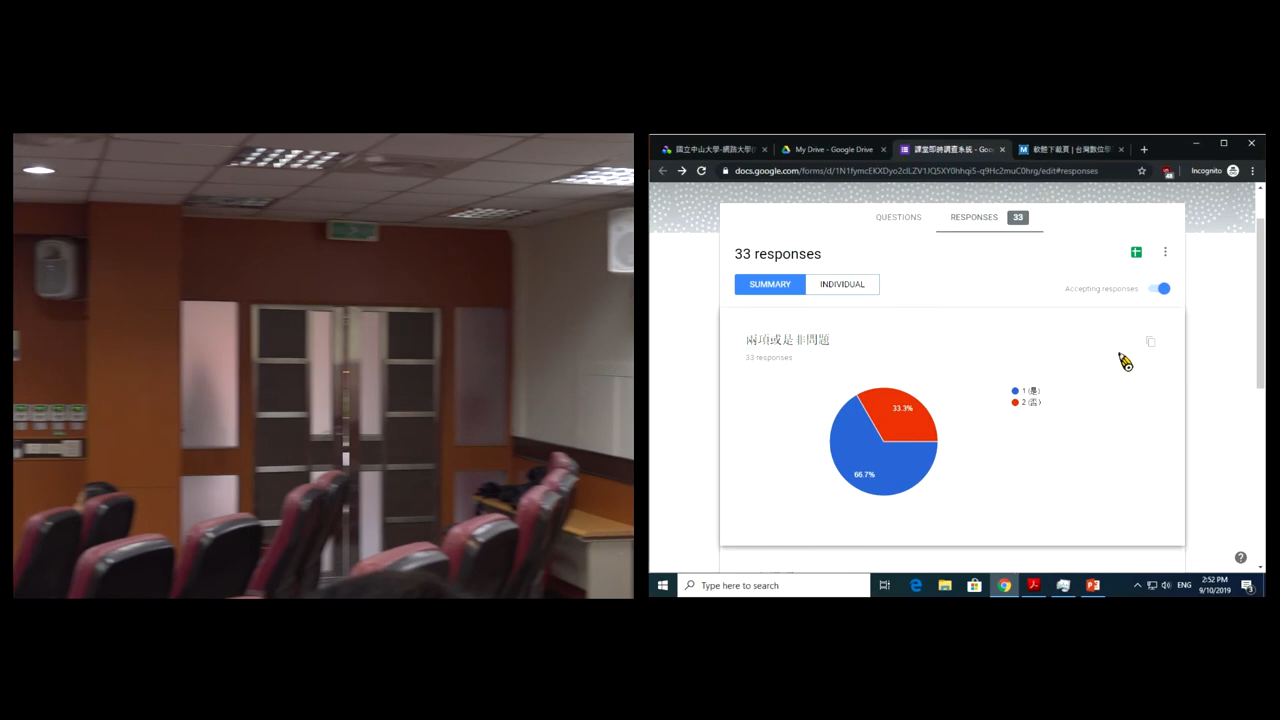 國立中山大學-網路大學(
My Drive - Google Drive
課堂即時調查系統 - Goo
軟體下載頁 | 台灣數位學
docs.google.com/forms/d/1N1fymcEKXDyo2clLZV1JQ5XY0hhqiS-q9Hc2muC0hrg/edit#responses
Incognito
QUESTIONS
RESPONSES 33
33 responses
SUMMARY
INDIVIDUAL
Accepting responses
兩項或是非問題
33 responses
33.3%
66.7%
1 (是)
2 (否)
Type here to search
ENG
2:52 PM
9/10/2019